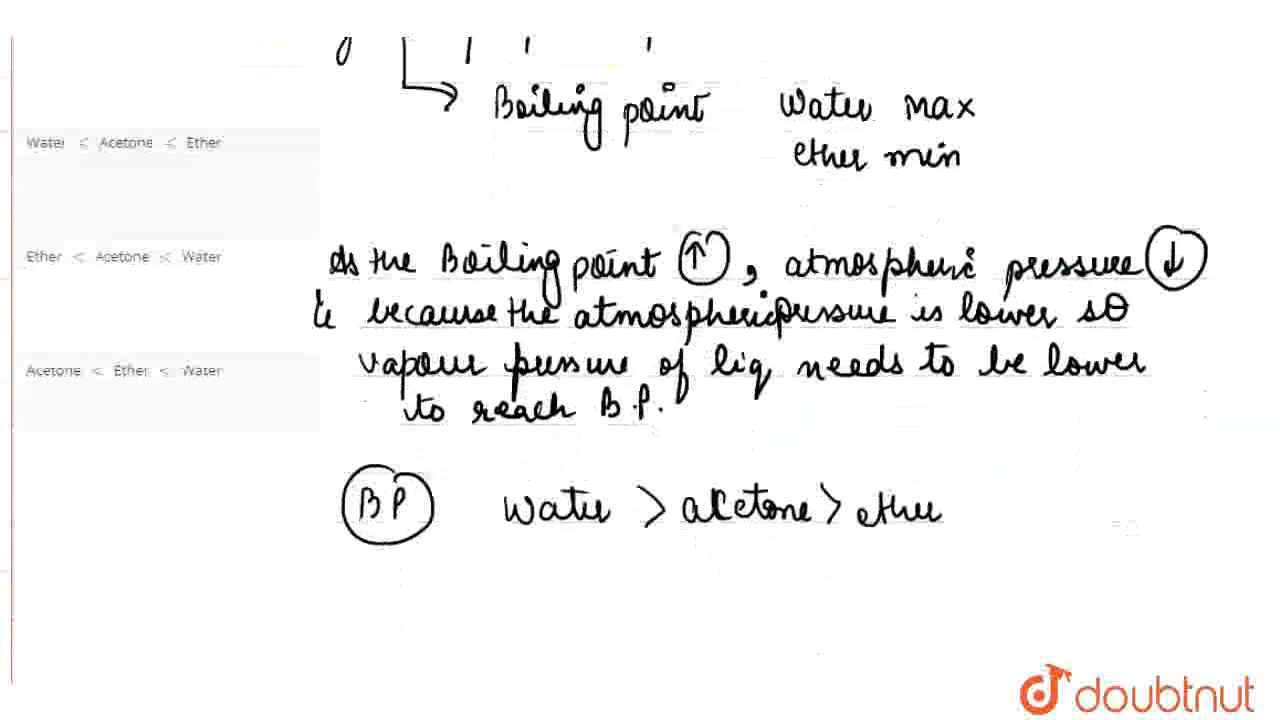 Boiling point Water max
ether min
Water < Acetone < Ether
As the Boiling point ↑, atmospheric pressure ↓
Ether < Acetone < Water
because the atmospheric pressure is lower so
vapour pressure of liq needs to be lower
Acetone < Ether < Water
to reach B.P.
BP Water > acetone > ether
doubtnut